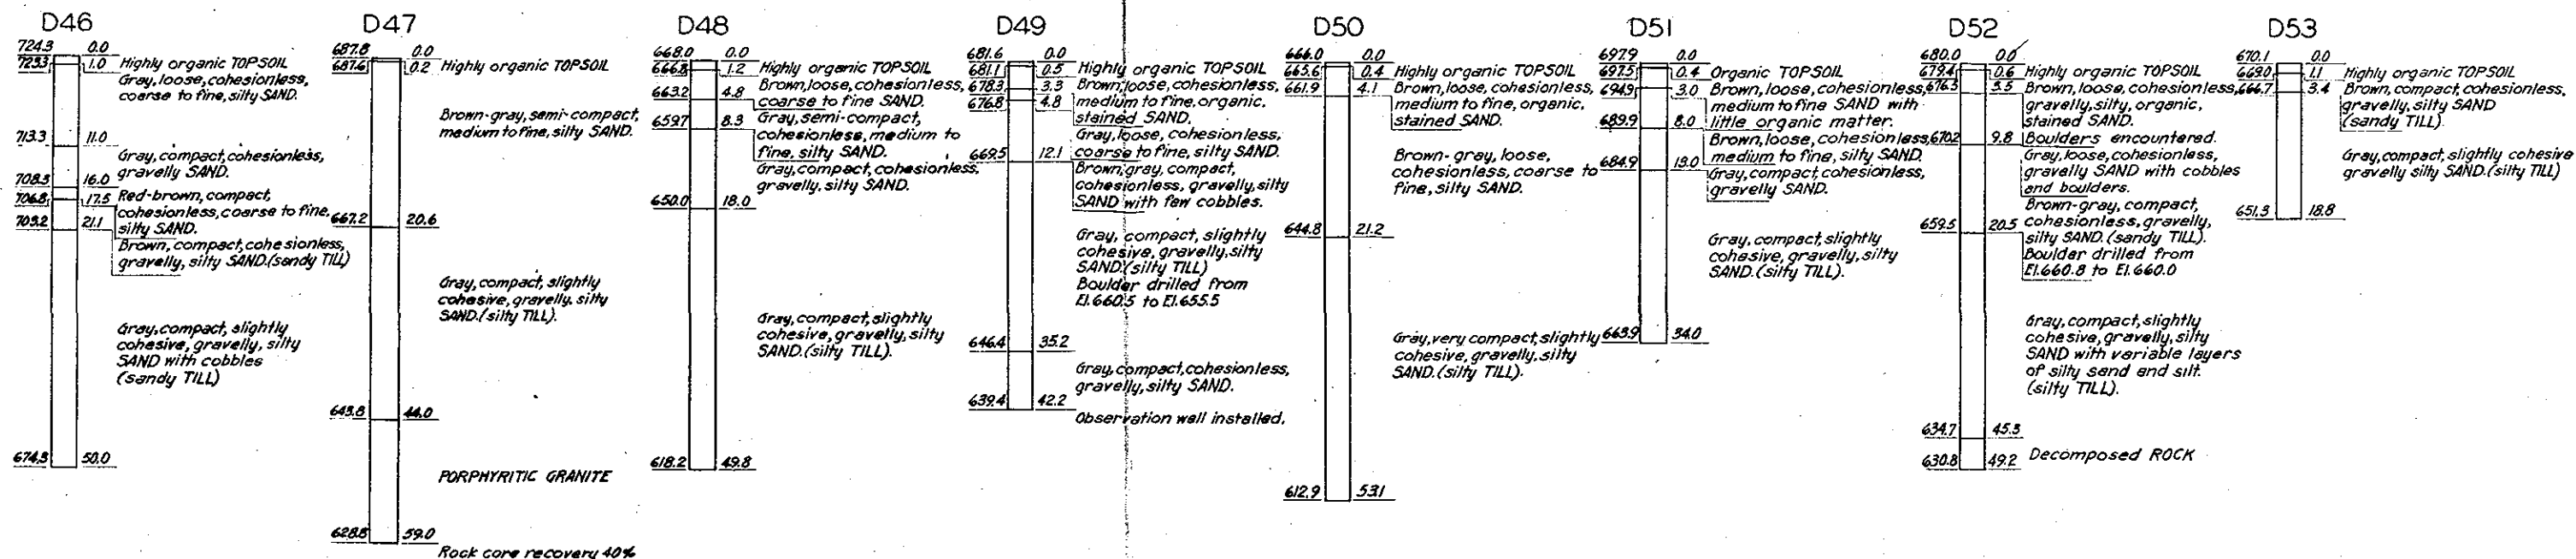 D46
724.3 0.0
723.3 1.0 Highly organic TOPSOIL
Gray, loose, cohesionless,
coarse to fine, silty SAND.
713.3 11.0
Gray, compact, cohesionless,
gravelly SAND.
708.3 16.0
706.8 17.5 Red-brown, compact,
cohesionless, coarse to fine,
silty SAND.
703.2 21.1
Brown, compact, cohesionless,
gravelly, silty SAND. (sandy TILL)
Gray, compact, slightly
cohesive, gravelly, silty
SAND with cobbles
(sandy TILL)
674.3 50.0
D47
687.8 0.0
687.6 0.2 Highly organic TOPSOIL
Brown-gray, semi-compact,
medium to fine, silty SAND.
667.2 20.6
Gray, compact, slightly
cohesive, gravelly, silty
SAND. (silty TILL).
643.8 44.0
PORPHYRITIC GRANITE
628.8 59.0
Rock core recovery 40%
D48
668.0 0.0
666.8 1.2 Highly organic TOPSOIL
Brown, loose, cohesionless,
663.2 4.8 coarse to fine SAND.
659.7 8.3 Gray, semi-compact,
cohesionless, medium to
fine, silty SAND.
Gray, compact, cohesionless,
gravelly, silty SAND.
650.0 18.0
Gray, compact, slightly
cohesive, gravelly, silty
SAND. (silty TILL).
618.2 49.8
D49
681.6 0.0
681.1 0.5 Highly organic TOPSOIL
678.3 3.3 Brown, loose, cohesionless,
676.8 4.8 medium to fine, organic,
stained SAND.
Gray, loose, cohesionless,
669.5 12.1 coarse to fine, silty SAND.
Brown, gray, compact,
cohesionless, gravelly, silty
SAND with few cobbles.
Gray, compact, slightly
cohesive, gravelly, silty
SAND. (silty TILL)
Boulder drilled from
El. 660.5 to El. 655.5
646.4 35.2
Gray, compact, cohesionless,
gravelly, silty SAND.
639.4 42.2
Observation well installed.
D50
666.0 0.0
665.6 0.4 Highly organic TOPSOIL
661.9 4.1 Brown, loose, cohesionless,
medium to fine, organic,
stained SAND.
Brown-gray, loose,
cohesionless, coarse to
fine, silty SAND.
644.8 21.2
Gray, very compact, slightly
cohesive, gravelly, silty
SAND. (silty TILL).
612.9 53.1
D51
697.9 0.0
697.5 0.4 Organic TOPSOIL
694.9 3.0 Brown, loose, cohesionless,
medium to fine SAND with
689.9 8.0 little organic matter.
Brown, loose, cohesionless,
medium to fine, silty SAND.
684.9 13.0 Gray, compact, cohesionless,
gravelly SAND.
Gray, compact, slightly
cohesive, gravelly, silty
SAND. (silty TILL).
663.9 34.0
D52
680.0 0.0
679.4 0.6 Highly organic TOPSOIL
676.5 3.5 Brown, loose, cohesionless,
gravelly, silty, organic,
stained SAND.
670.2 9.8 Boulders encountered.
Gray, loose, cohesionless,
gravelly SAND with cobbles
and boulders.
Brown-gray, compact,
cohesionless, gravelly,
659.5 20.5 silty SAND. (sandy TILL).
Boulder drilled from
El. 660.8 to El. 660.0
Gray, compact, slightly
cohesive, gravelly, silty
SAND with variable layers
of silty sand and silt.
(silty TILL).
634.7 45.3
Decomposed ROCK
630.8 49.2
D53
670.1 0.0
669.0 1.1 Highly organic TOPSOIL
666.7 3.4 Brown, compact, cohesionless,
gravelly, silty SAND
(sandy TILL).
Gray, compact, slightly cohesive
gravelly silty SAND. (silty TILL)
651.3 18.8